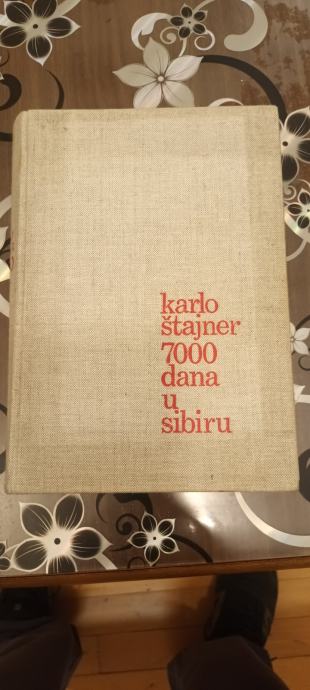 karlo
štajner
7000
dana
u
sibiru